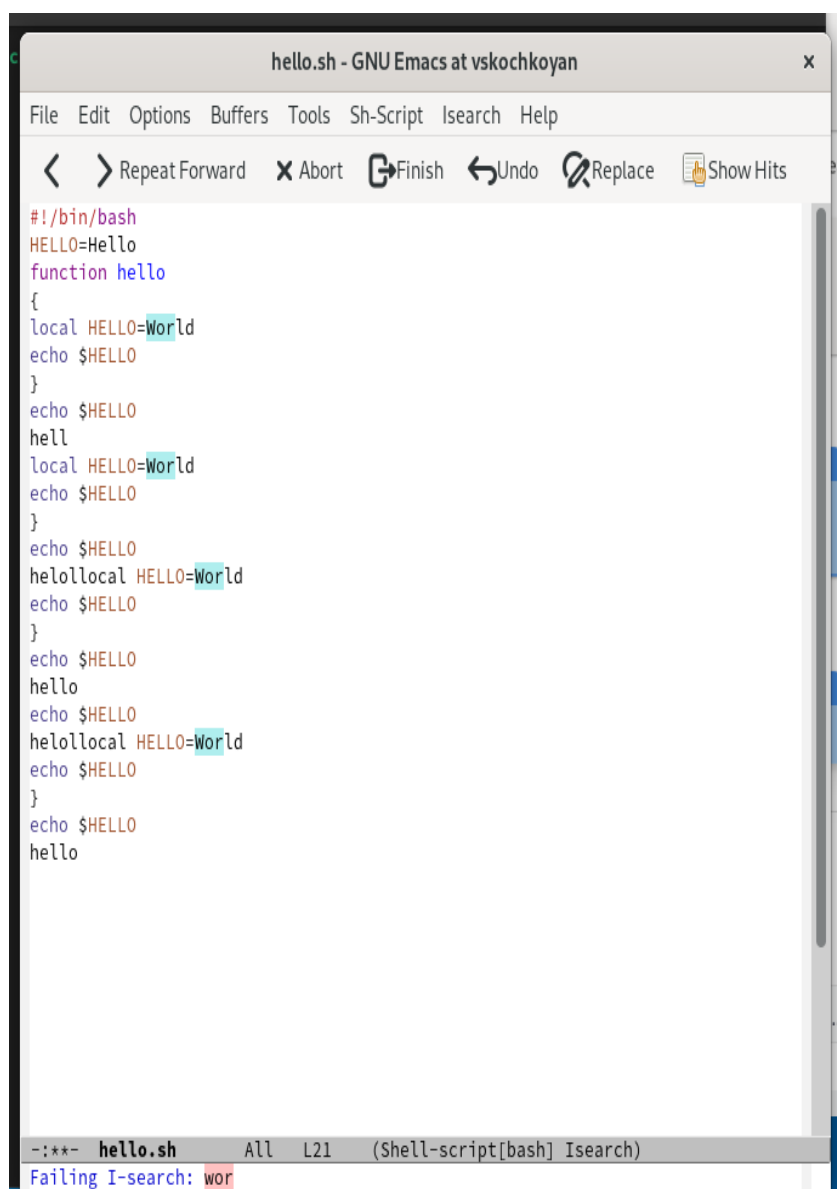 hello.sh - GNU Emacs at vskochkoyan x
File Edit Options Buffers Tools Sh-Script Isearch Help
Repeat Forward Abort Finish Undo Replace Show Hits
#!/bin/bash
HELLO=Hello
function hello
{
local HELLO=World
echo $HELLO
}
echo $HELLO
hell
local HELLO=World
echo $HELLO
}
echo $HELLO
helollocal HELLO=World
echo $HELLO
}
echo $HELLO
hello
echo $HELLO
helollocal HELLO=World
echo $HELLO
}
echo $HELLO
hello
-:**- hello.sh All L21 (Shell-script[bash] Isearch)
Failing I-search: wor